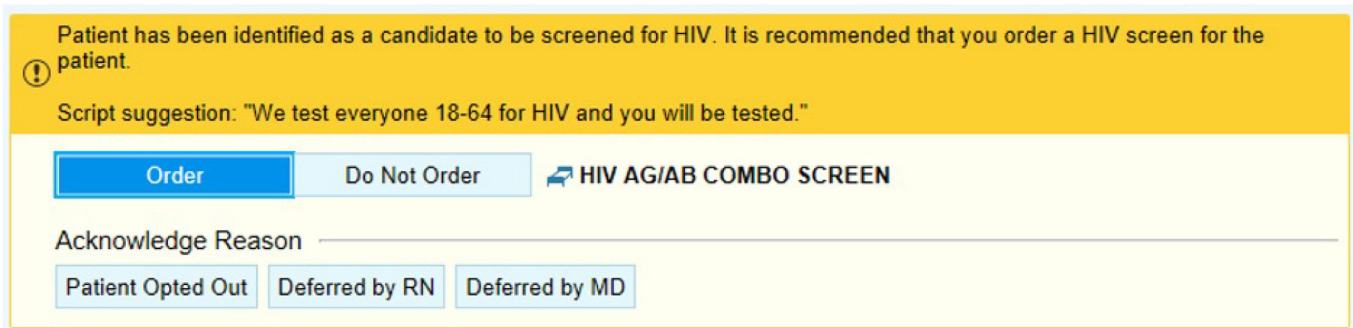 Patient has been identified as a candidate to be screened for HIV. It is recommended that you order a HIV screen for the
patient.
Script suggestion: "We test everyone 18-64 for HIV and you will be tested."
Order Do Not Order HIV AG/AB COMBO SCREEN
Acknowledge Reason
Patient Opted Out Deferred by RN Deferred by MD